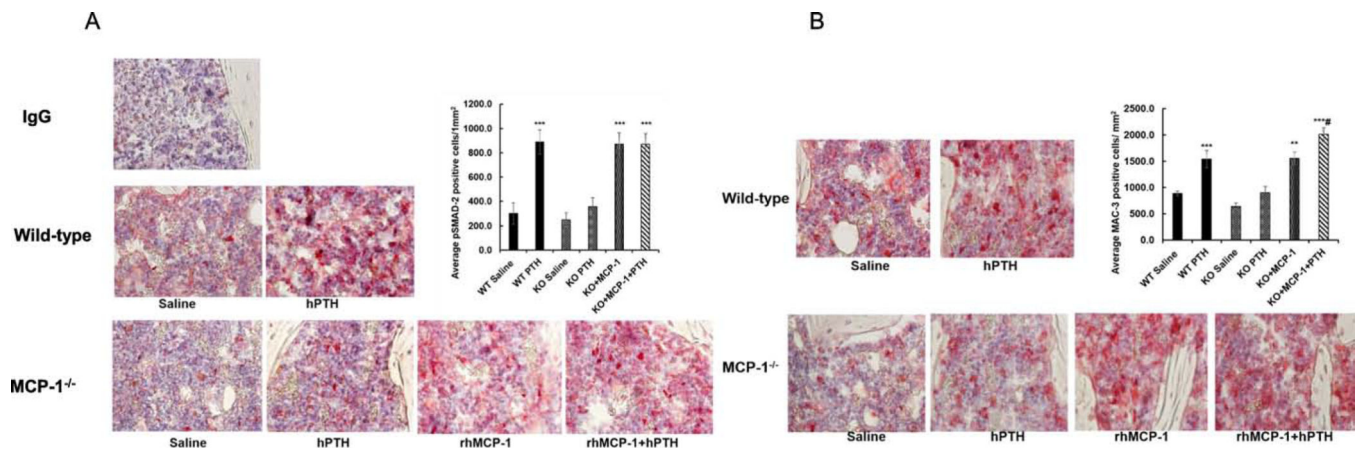 A
IgG
Wild-type
Saline
hPTH
MCP-1-/-
Saline
hPTH
rhMCP-1
rhMCP-1+hPTH
Average pSMAD-2 positive cells/1mm2
1200.0
1000.0
800.0
600.0
400.0
200.0
***
***
***
WT Saline
WT PTH
KO Saline
KO PTH
KO+MCP-1
KO+MCP-1+PTH
B
Wild-type
Saline
hPTH
MCP-1-/-
Saline
hPTH
rhMCP-1
rhMCP-1+hPTH
Average MAC-3 positive cells/ mm2
2500.0
2000.0
1500.0
1000.0
500.0
0.0
***
**
***#
WT Saline
WT PTH
KO Saline
KO PTH
KO+MCP-1
KO+MCP-1+PTH